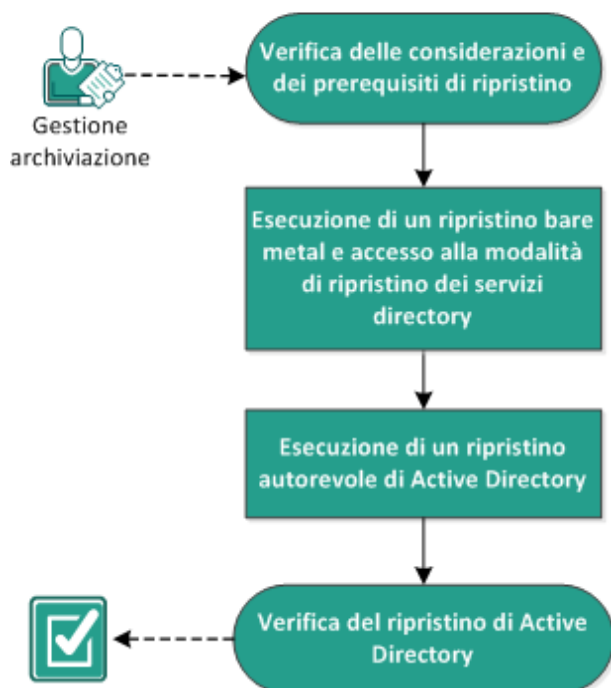 Verifica delle considerazioni e
dei prerequisiti di ripristino
Gestione
archiviazione
Esecuzione di un ripristino bare
metal e accesso alla modalità
di ripristino dei servizi
directory
Esecuzione di un ripristino
autorevole di Active Directory
Verifica del ripristino di Active
Directory